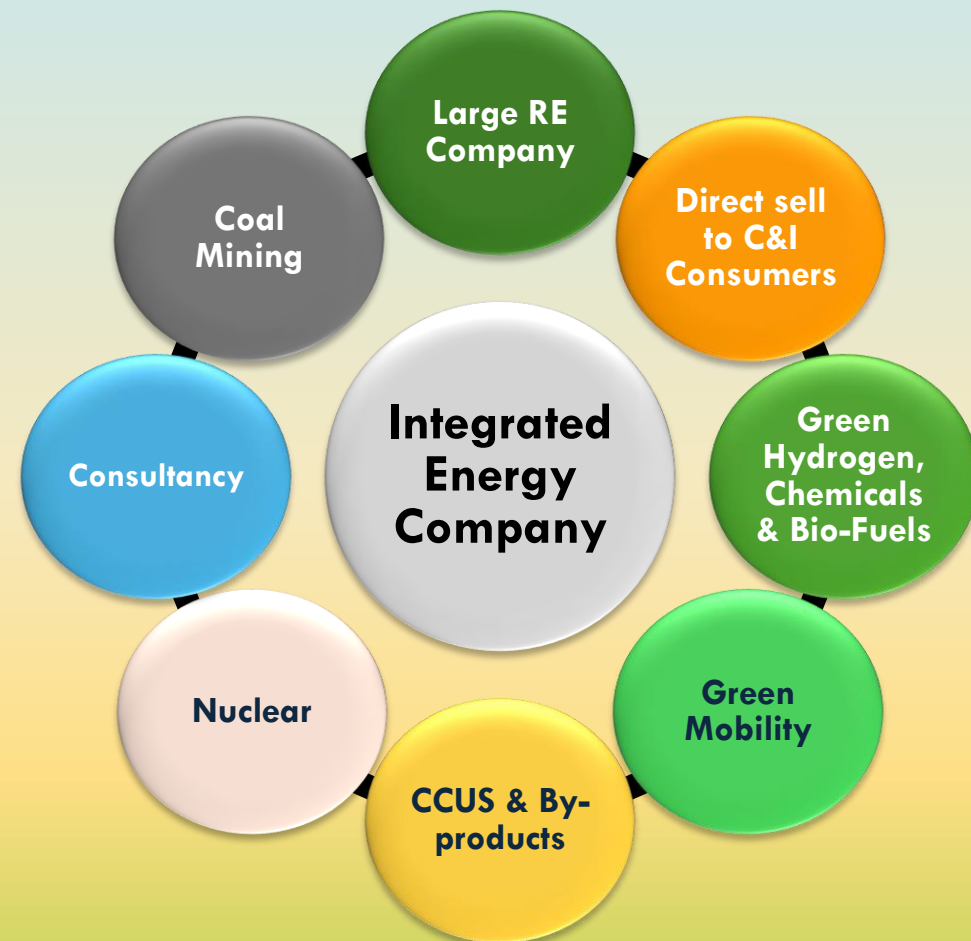 Large RE
Company
Direct sell
to C&I
Consumers
Green
Hydrogen,
Chemicals
& Bio-Fuels
Green
Mobility
CCUS & By-
products
Nuclear
Consultancy
Coal
Mining
Integrated
Energy
Company